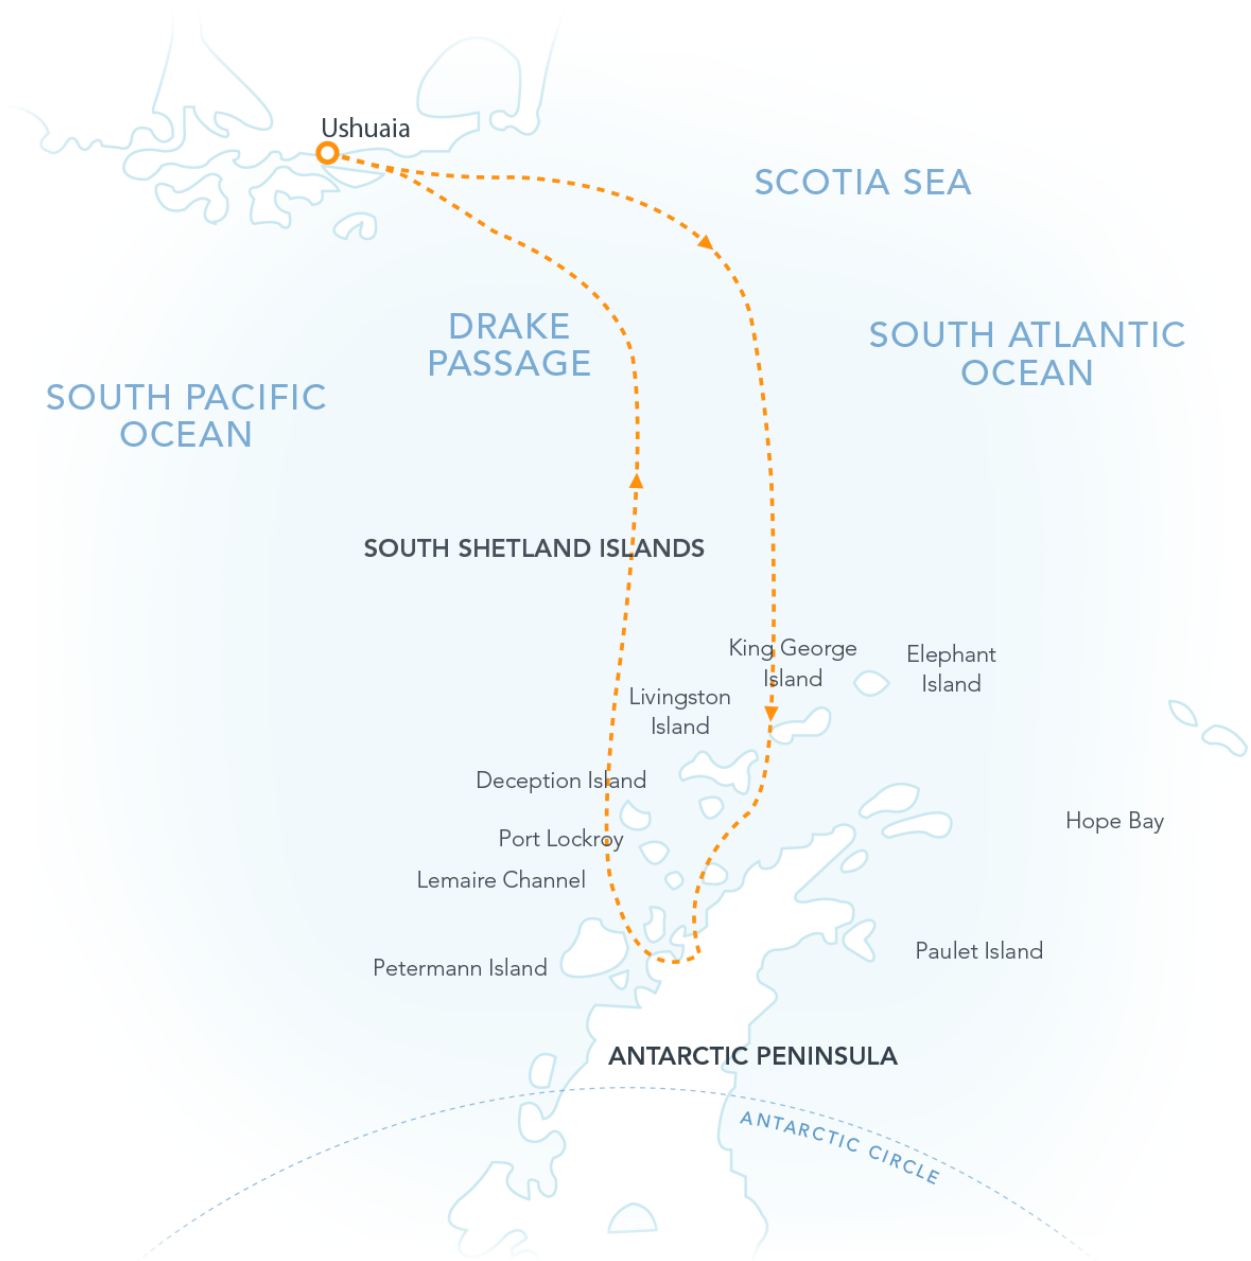 Ushuaia
SCOTIA SEA
DRAKE
PASSAGE
SOUTH ATLANTIC
OCEAN
SOUTH PACIFIC
OCEAN
SOUTH SHETLAND ISLANDS
King George
Island
Elephant
Island
Livingston
Island
Deception Island
Hope Bay
Port Lockroy
Lemaire Channel
Paulet Island
Petermann Island
ANTARCTIC PENINSULA
ANTARCTIC CIRCLE